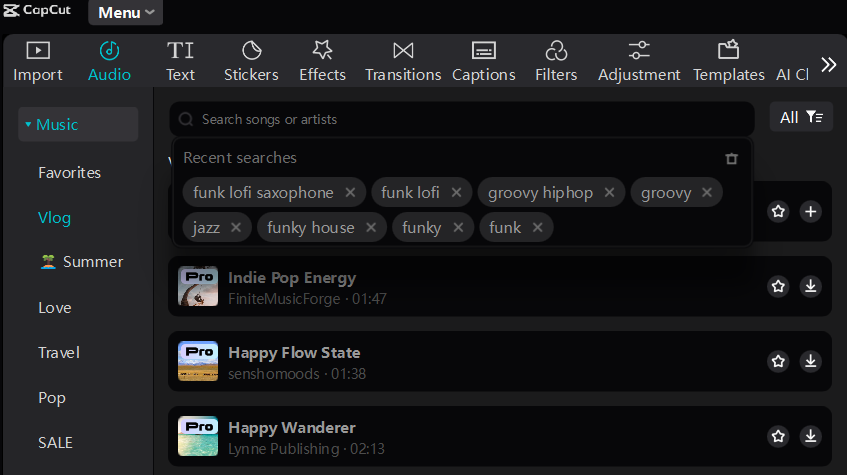 CapCut Menu
Import Audio Text Stickers Effects Transitions Captions Filters Adjustment Templates AI Cl
Music
Search songs or artists
All
Recent searches
Favorites
funk lofi saxophone funk lofi groovy hiphop groovy
Vlog
jazz funky house funky funk
Summer
Pro
Indie Pop Energy
FiniteMusicForge · 01:47
Love
Travel
Pro
Happy Flow State
senshomoods · 01:38
Pop
Pro
Happy Wanderer
SALE
Lynne Publishing · 02:13